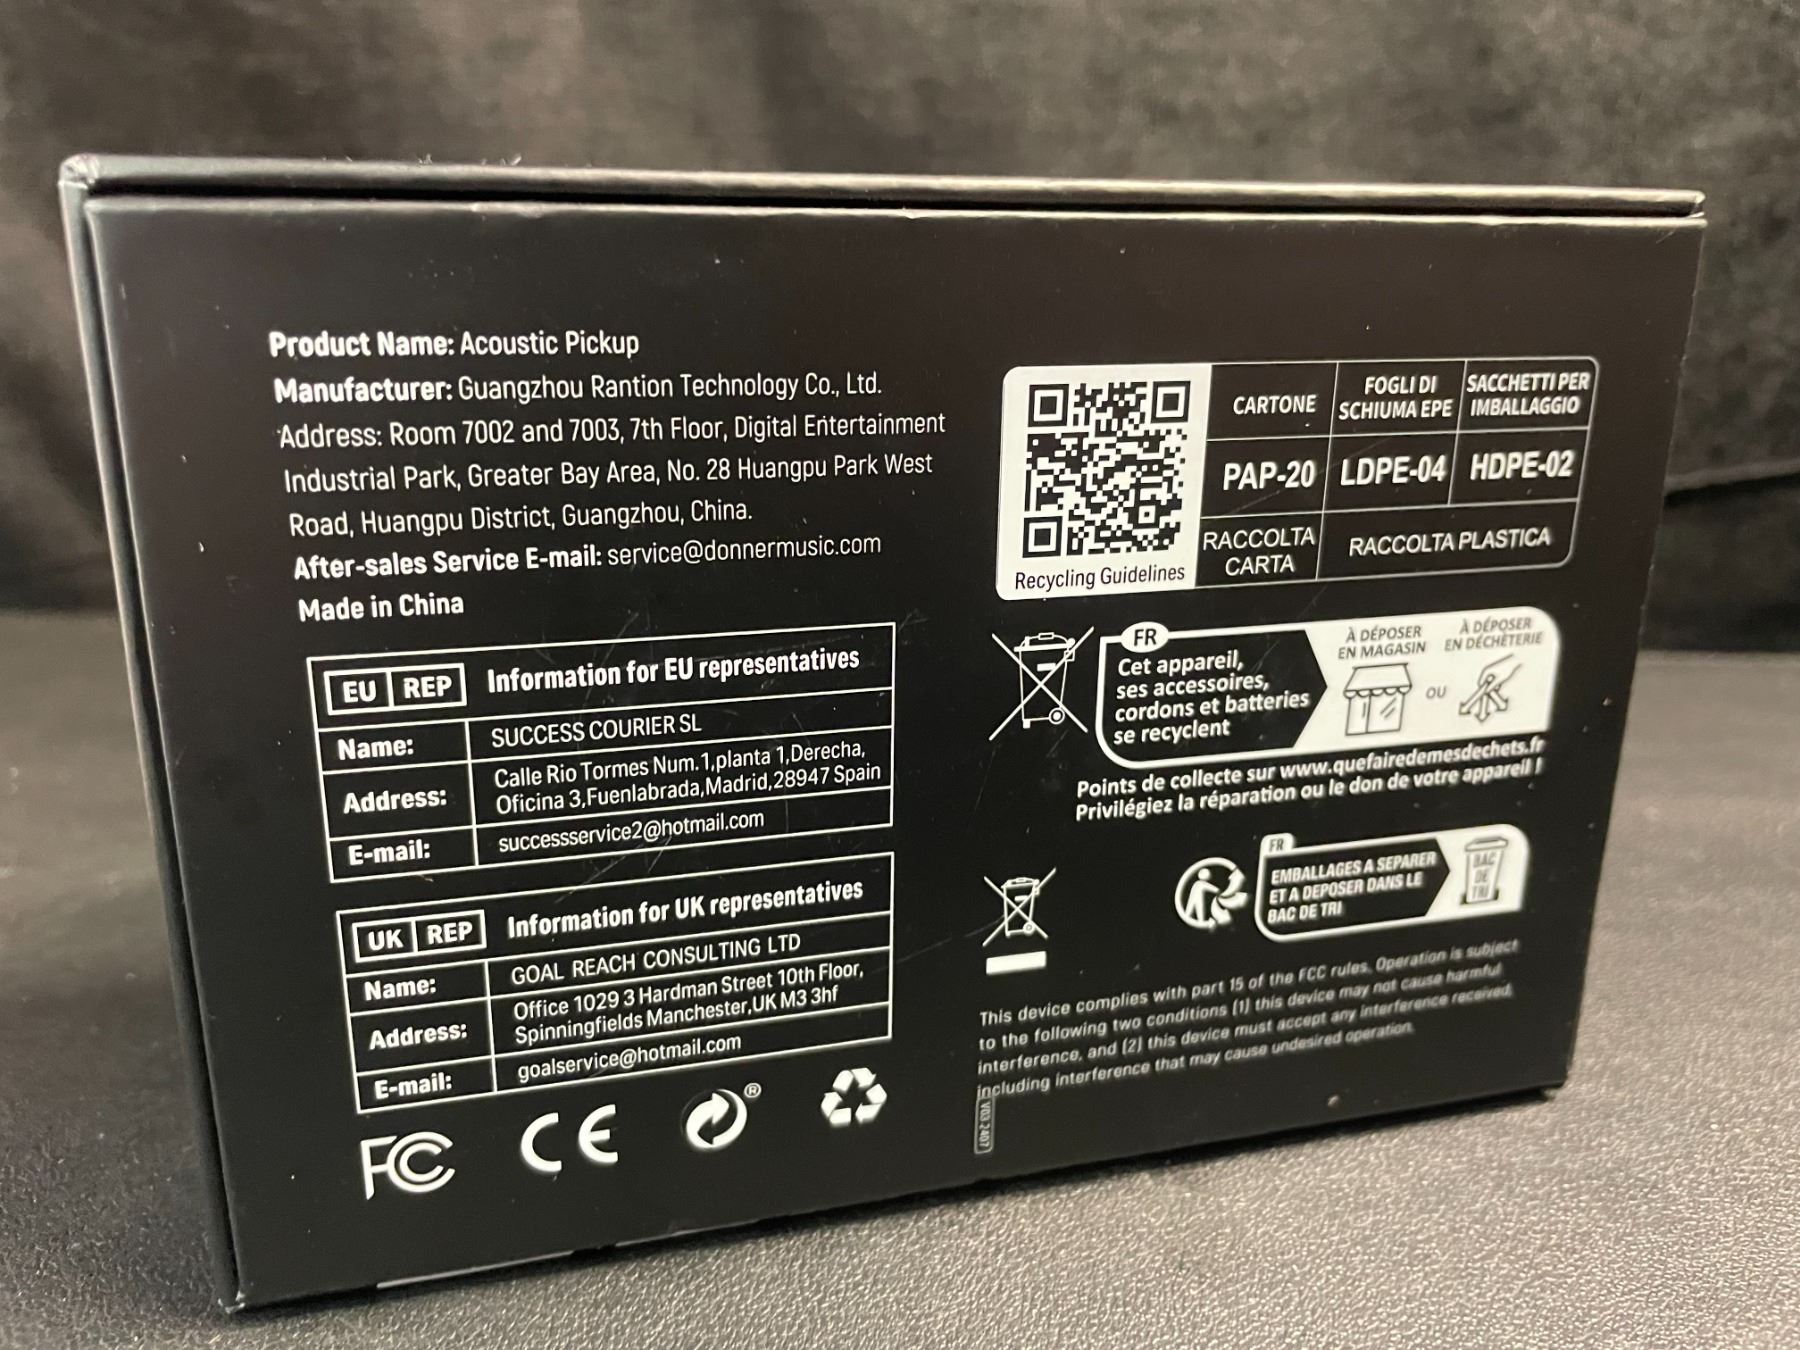 Product Name: Acoustic Pickup
Manufacturer: Guangzhou Rantion Technology Co., Ltd.
Address: Room 7002 and 7003, 7th Floor, Digital Entertainment
Industrial Park, Greater Bay Area, No. 28 Huangpu Park West
Road, Huangpu District, Guangzhou, China.
After-sales Service E-mail: service@donnermusic.com
Made in China
EU REP Information for EU representatives
Name: SUCCESS COURIER SL
Address: Calle Rio Tormes Num.1,planta 1,Derecha,
Oficina 3,Fuenlabrada,Madrid,28947 Spain
E-mail: successservice2@hotmail.com
UK REP Information for UK representatives
Name: GOAL REACH CONSULTING LTD
Address: Office 1029 3 Hardman Street 10th Floor,
Spinningfields Manchester,UK M3 3hf
E-mail: goalservice@hotmail.com
FC CE ®
Recycling Guidelines
CARTONE
FOGLI DI
SCHIUMA EPE
SACCHETTI PER
IMBALLAGGIO
PAP-20 LDPE-04 HDPE-02
RACCOLTA
CARTA
RACCOLTA PLASTICA
FR
Cet appareil,
ses accessoires,
cordons et batteries
se recyclent
À DÉPOSER
EN MAGASIN
OU
À DÉPOSER
EN DÉCHÈTERIE
Points de collecte sur www.quefairedemesdechets.fr
Privilégiez la réparation ou le don de votre appareil !
FR
EMBALLAGES A SEPARER
ET A DEPOSER DANS LE
BAC DE TRI
BAC
DE
TRI
This device complies with part 15 of the FCC rules. Operation is subject
to the following two conditions (1) this device may not cause harmful
interference, and (2) this device must accept any interference received,
including interference that may cause undesired operation.
V03 2407